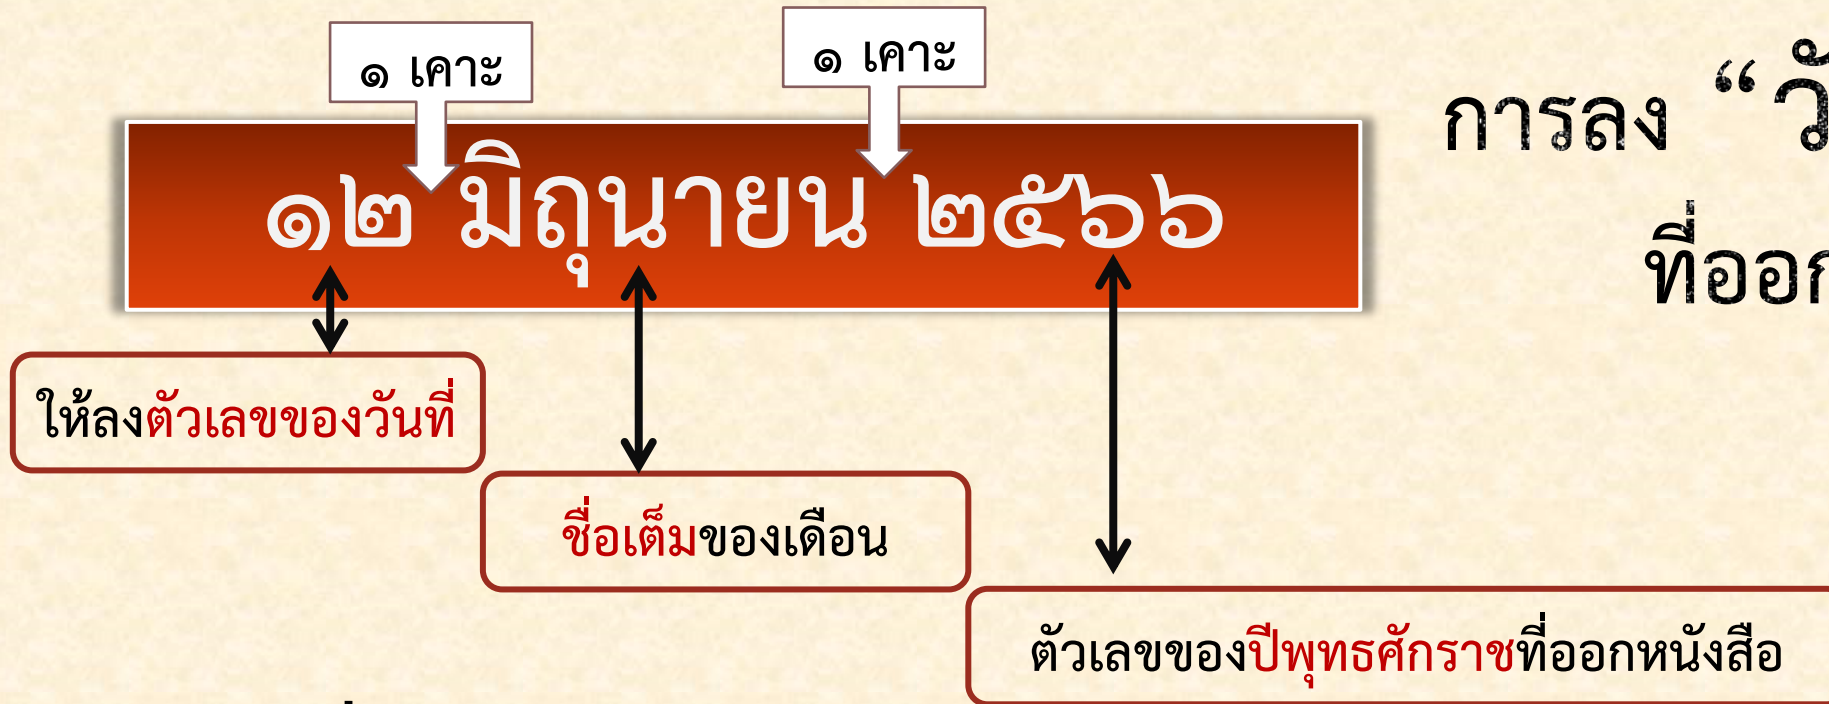 ๑ เคาะ
๑ เคาะ
๑๒ มิถุนายน ๒๕๖๖
การลง “
ที่ออก
ให้ลงตัวเลขของวันที่
ชื่อเต็มของเดือน
ตัวเลขของปีพุทธศักราชที่ออกหนังสือ